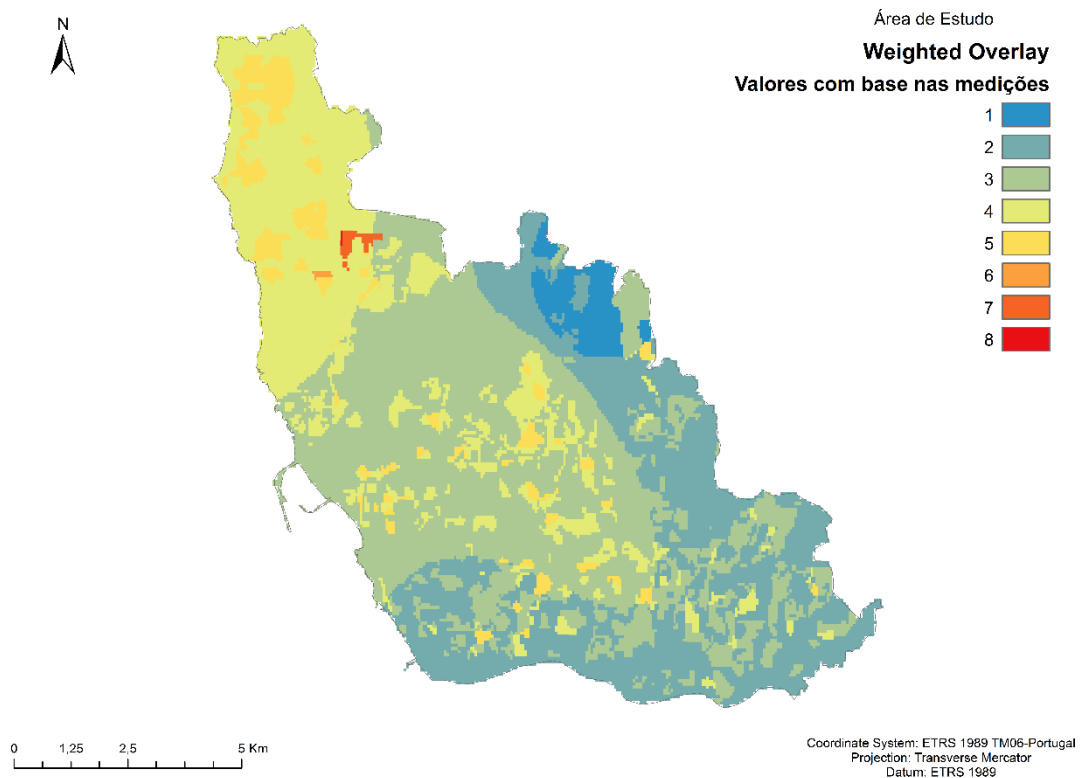 N
Área de Estudo
Weighted Overlay
Valores com base nas medições
1
2
3
4
5
6
7
8
0 1,25 2,5 5 Km
Coordinate System: ETRS 1989 TM06-Portugal
Projection: Transverse Mercator
Datum: ETRS 1989